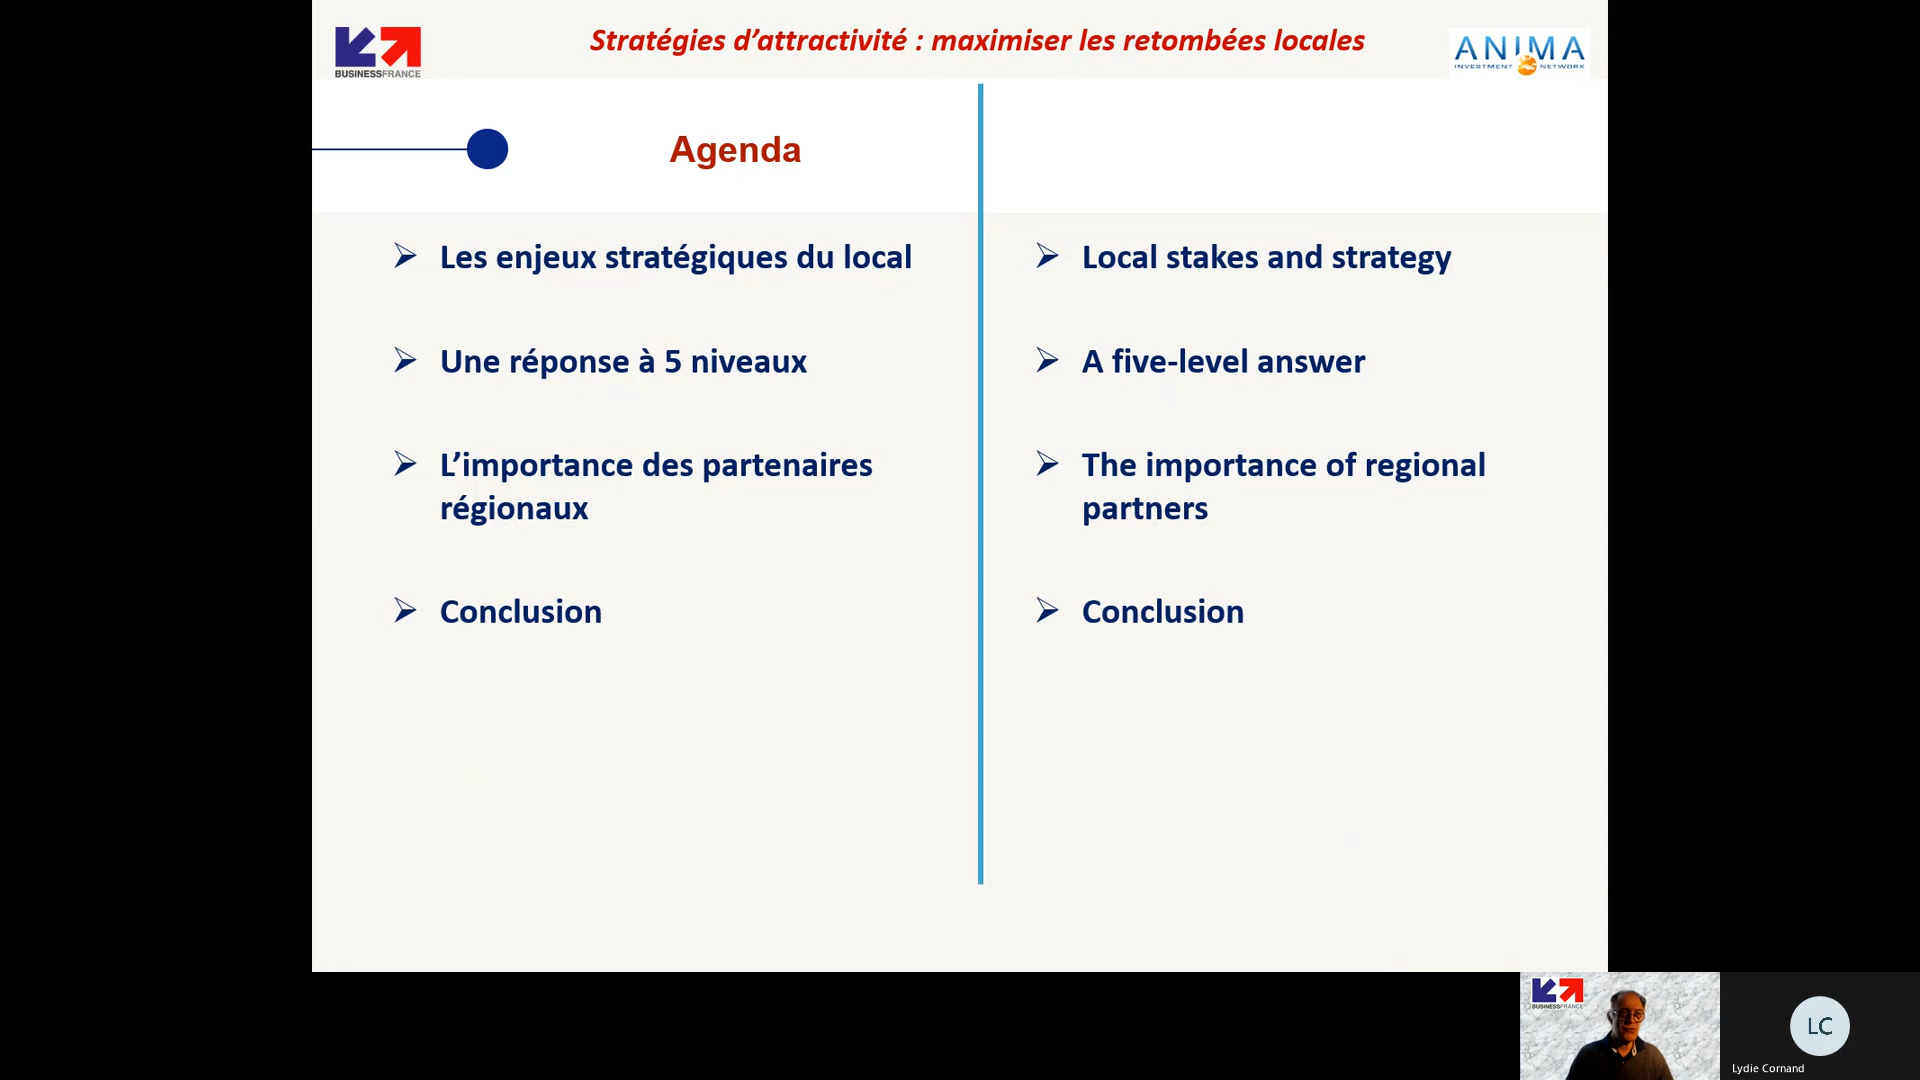 BUSINESSFRANCE
Stratégies d’attractivité : maximiser les retombées locales
ANIMA
INVESTMENT NETWORK
Agenda
➢ Les enjeux stratégiques du local
➢ Une réponse à 5 niveaux
➢ L’importance des partenaires
régionaux
➢ Conclusion
➢ Local stakes and strategy
➢ A five-level answer
➢ The importance of regional
partners
➢ Conclusion
BUSINESSFRANCE
LC
Lydie Cornand